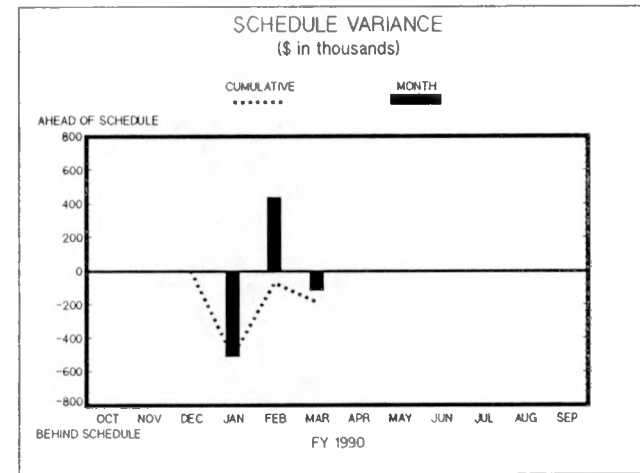 SCHEDULE VARIANCE
($ in thousands)
CUMULATIVE MONTH
AHEAD OF SCHEDULE
800
600
400
200
0
-200
-400
-600
-800
OCT NOV DEC JAN FEB MAR APR MAY JUN JUL AUG SEP
BEHIND SCHEDULE
FY 1990